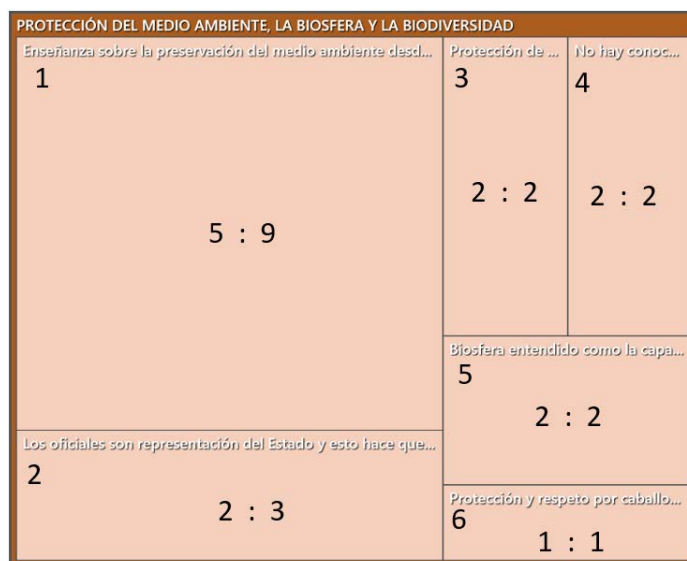 PROTECCIÓN DEL MEDIO AMBIENTE, LA BIOSFERA Y LA BIODIVERSIDAD
Enseñanza sobre la preservación del medio ambiente desd...
1
5 : 9
Los oficiales son representación del Estado y esto hace que...
2
2 : 3
Protección de ...
3
2 : 2
No hay conoc...
4
2 : 2
Biosfera entendido como la capa...
5
2 : 2
Protección y respeto por caballo...
6
1 : 1